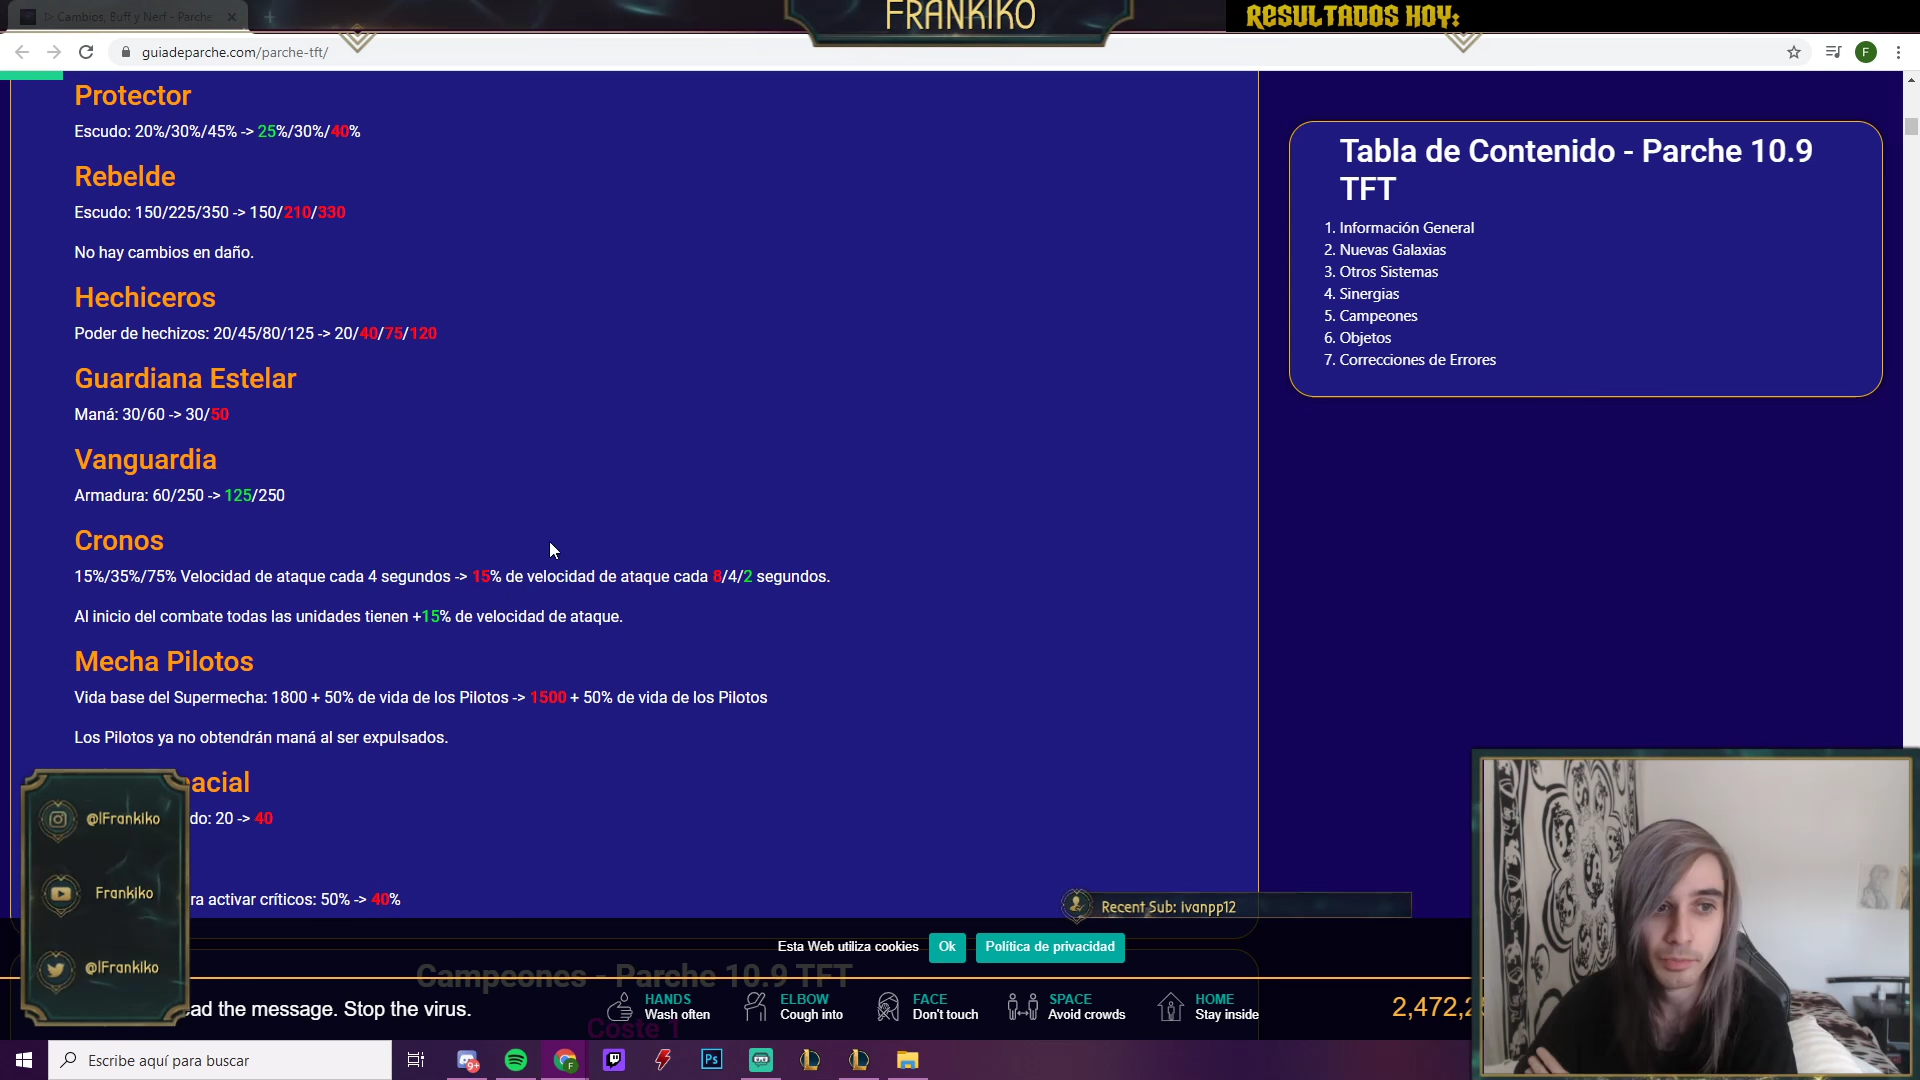 Cambios, Buff y Nerf - Parche
FRANKIKO
RESULTADOS HOY:
guiadeparche.com/parche-tft/
F
Protector
Escudo: 20%/30%/45% -> 25%/30%/40%
Rebelde
Escudo: 150/225/350 -> 150/210/330
No hay cambios en daño.
Hechiceros
Poder de hechizos: 20/45/80/125 -> 20/40/75/120
Guardiana Estelar
Maná: 30/60 -> 30/50
Vanguardia
Armadura: 60/250 -> 125/250
Cronos
15%/35%/75% Velocidad de ataque cada 4 segundos -> 15% de velocidad de ataque cada 8/4/2 segundos.
Al inicio del combate todas las unidades tienen +15% de velocidad de ataque.
Mecha Pilotos
Vida base del Supermecha: 1800 + 50% de vida de los Pilotos -> 1500 + 50% de vida de los Pilotos
Los Pilotos ya no obtendrán maná al ser expulsados.
acial
do: 20 -> 40
ra activar críticos: 50% -> 40%
Tabla de Contenido - Parche 10.9
TFT
1. Información General
2. Nuevas Galaxias
3. Otros Sistemas
4. Sinergias
5. Campeones
6. Objetos
7. Correcciones de Errores
@lFrankiko
Frankiko
@lFrankiko
Recent Sub: ivanpp12
Esta Web utiliza cookies
Ok
Política de privacidad
Campeones - Parche 10.9 TFT
Coste 1
ad the message. Stop the virus.
HANDS
Wash often
ELBOW
Cough into
FACE
Don't touch
SPACE
Avoid crowds
HOME
Stay inside
2,472,2
Escribe aquí para buscar
9+
Ps